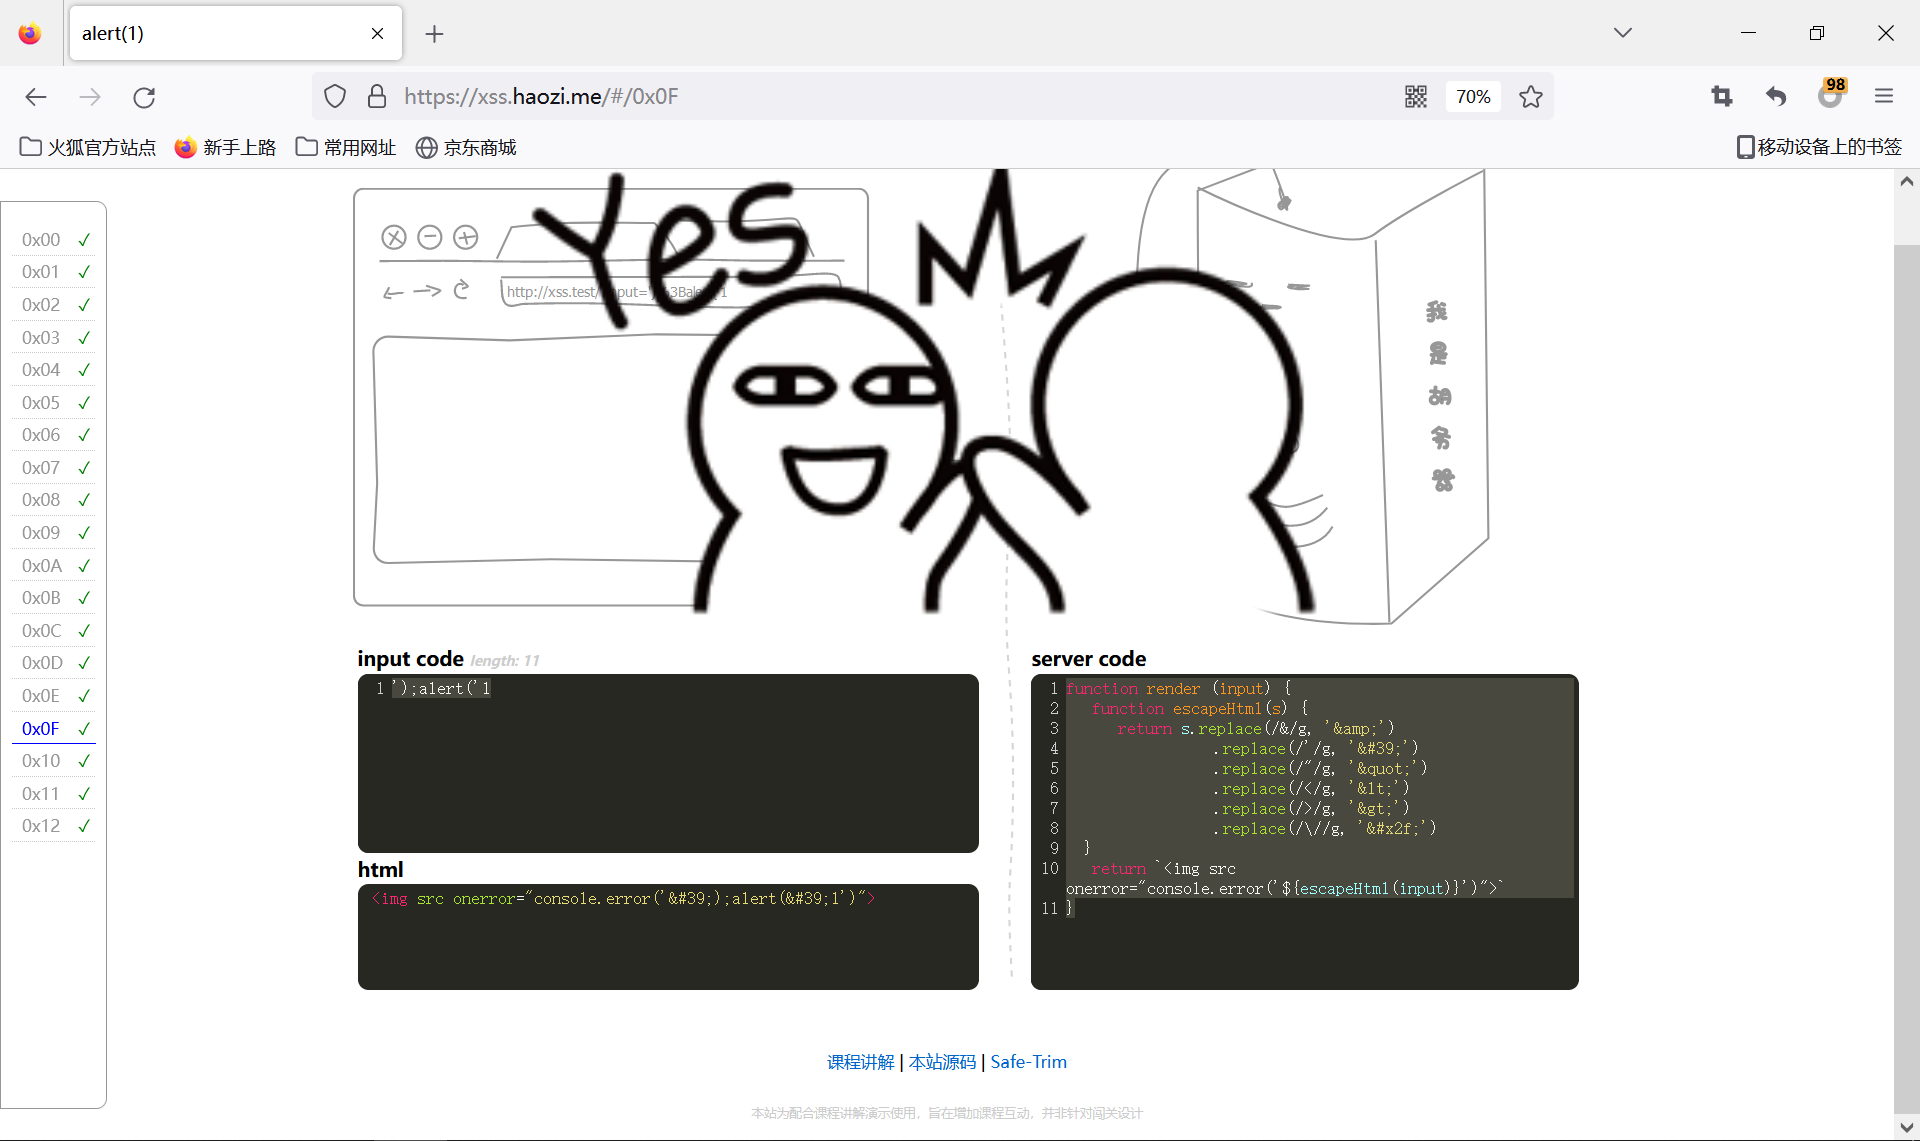 alert(1)
https://xss.haozi.me/#/0x0F
70%
98
火狐官方站点
新手上路
常用网址
京东商城
移动设备上的书签
0x00 ✓
0x01 ✓
0x02 ✓
0x03 ✓
0x04 ✓
0x05 ✓
0x06 ✓
0x07 ✓
0x08 ✓
0x09 ✓
0x0A ✓
0x0B ✓
0x0C ✓
0x0D ✓
0x0E ✓
0x0F ✓
0x10 ✓
0x11 ✓
0x12 ✓
Yes
http://xss.test/
我
是
服
务
器
input code length: 11
1 ');alert('1
html
<img src onerror="console.error('&#39;);alert(&#39;1')">
server code
1 function render (input) {
2 function escapeHtml(s) {
3 return s.replace(/&/g, '&amp;')
4 .replace(/'/g, '&#39;')
5 .replace(/"/g, '&quot;')
6 .replace(/</g, '&lt;')
7 .replace(/>/g, '&gt;')
8 .replace(/\//g, '&#x2f;')
9 }
10 return `<img src
onerror="console.error('${escapeHtml(input)}')">`
11 }
课程讲解 | 本站源码 | Safe-Trim
本站为配合课程讲解演示使用，旨在增加课程互动，并非针对闯关设计